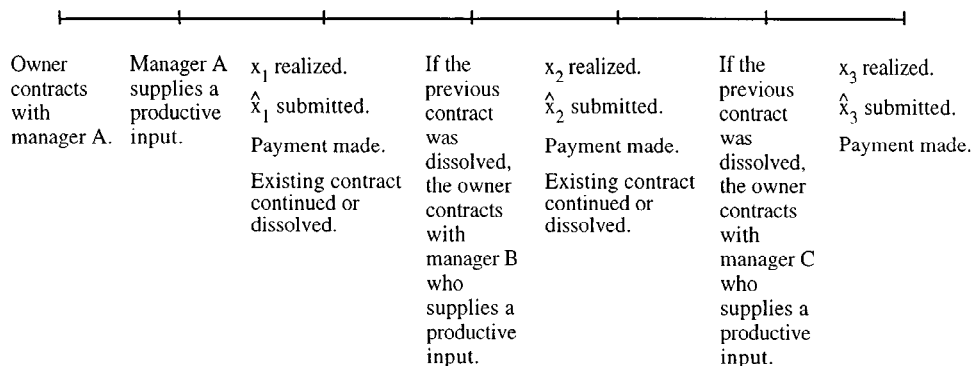 Owner
contracts
with
manager A.
Manager A
supplies a
productive
input.
x₁ realized.
x̂₁ submitted.
Payment made.
Existing contract
continued or
dissolved.
If the
previous
contract
was
dissolved,
the owner
contracts
with
manager B
who
supplies a
productive
input.
x₂ realized.
x̂₂ submitted.
Payment made.
Existing contract
continued or
dissolved.
If the
previous
contract
was
dissolved,
the owner
contracts
with
manager C
who
supplies a
productive
input.
x₃ realized.
x̂₃ submitted.
Payment made.